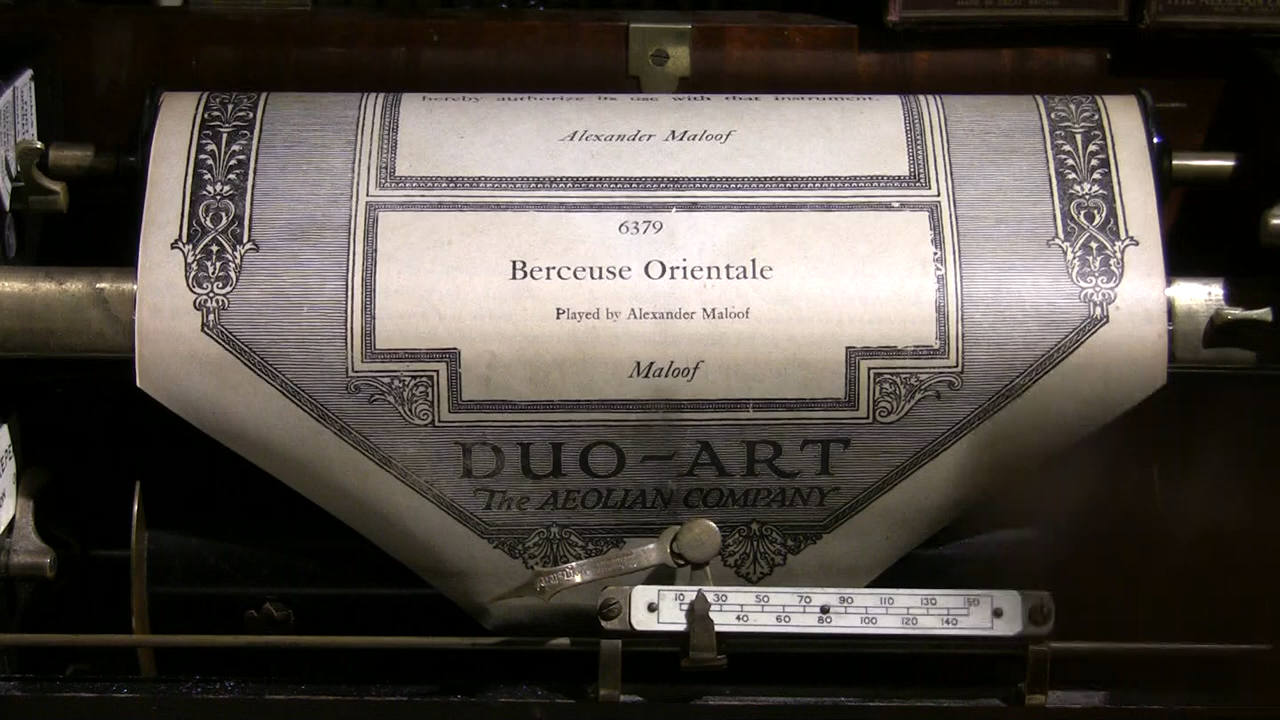 hereby authorize its use with that instrument.
Alexander Maloof
6379
Berceuse Orientale
Played by Alexander Maloof
Maloof
DUO-ART
The AEOLIAN COMPANY
10 30 50 70 90 110 130 150
40 60 80 100 120 140